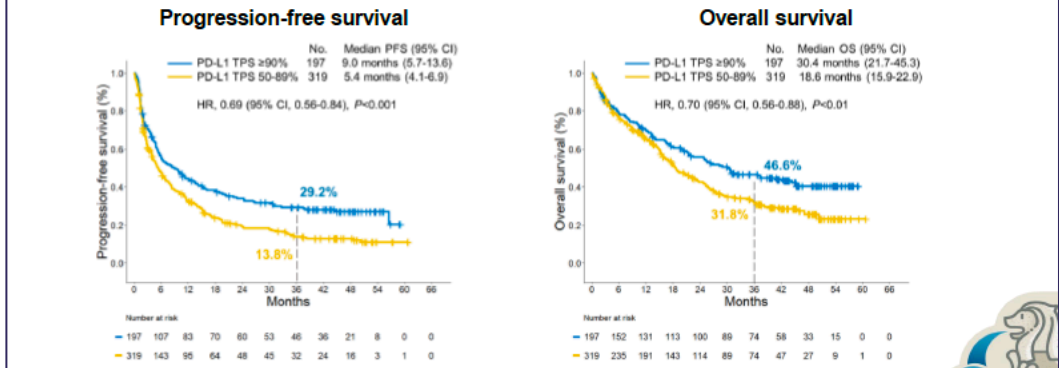 Progression-free survival
No. Median PFS (95% CI)
PD-L1 TPS ≥90% 197 9.0 months (5.7-13.6)
PD-L1 TPS 50-89% 319 5.4 months (4.1-6.9)
HR, 0.69 (95% CI, 0.56-0.84), P<0.001
Progression-free survival (%)
1.0
0.8
0.6
0.4
0.2
0.0
29.2%
13.8%
0 6 12 18 24 30 36 42 48 54 60 66
Months
Number at risk
197 107 83 70 60 53 46 36 21 8 0 0
319 143 95 64 48 45 32 24 16 3 1 0
Overall survival
No. Median OS (95% CI)
PD-L1 TPS ≥90% 197 30.4 months (21.7-45.3)
PD-L1 TPS 50-89% 319 18.6 months (15.9-22.9)
HR, 0.70 (95% CI, 0.56-0.88), P<0.01
Overall survival (%)
1.0
0.8
0.6
0.4
0.2
0.0
46.6%
31.8%
0 6 12 18 24 30 36 42 48 54 60 66
Months
Number at risk
197 152 131 113 100 89 74 58 33 15 0 0
319 235 191 143 114 89 74 47 27 9 1 0